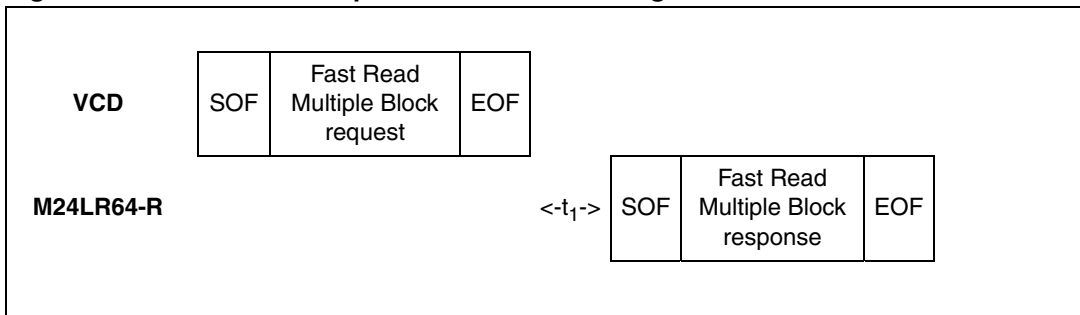 VCD SOF Fast Read Multiple Block request EOF
M24LR64-R <-t₁-> SOF Fast Read Multiple Block response EOF